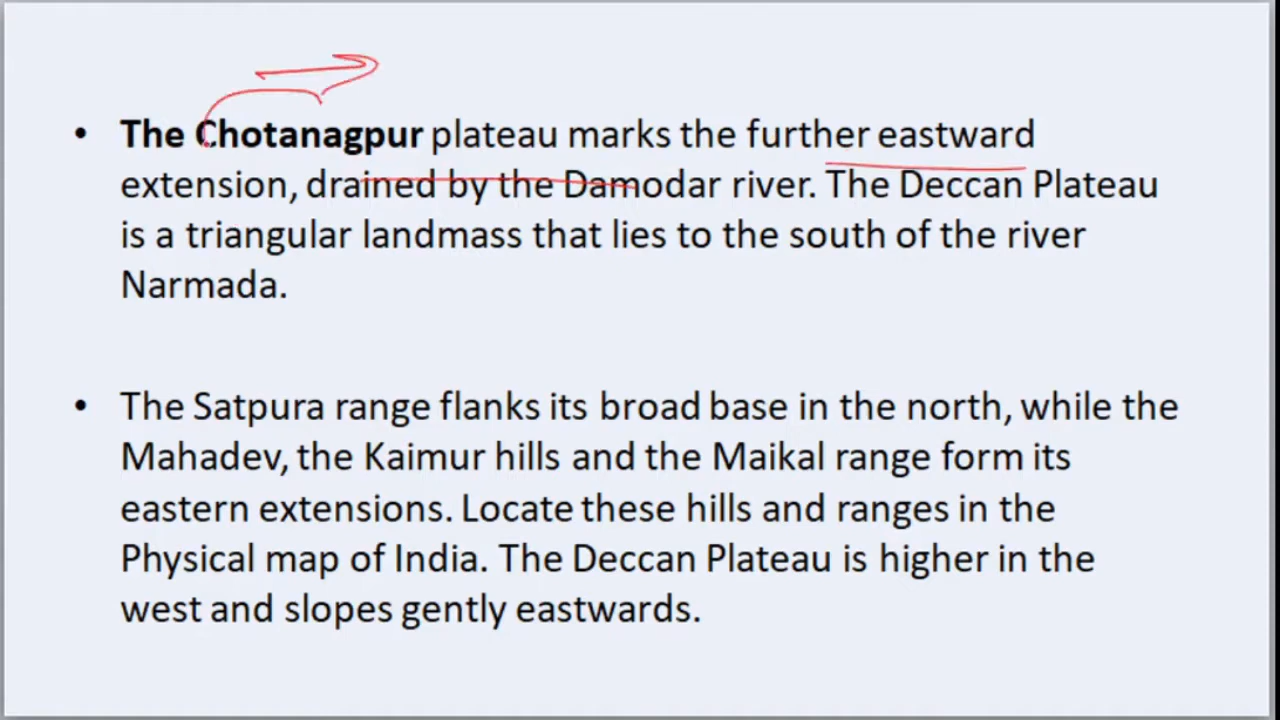 • The Chotanagpur plateau marks the further eastward
extension, drained by the Damodar river. The Deccan Plateau
is a triangular landmass that lies to the south of the river
Narmada.
• The Satpura range flanks its broad base in the north, while the
Mahadev, the Kaimur hills and the Maikal range form its
eastern extensions. Locate these hills and ranges in the
Physical map of India. The Deccan Plateau is higher in the
west and slopes gently eastwards.